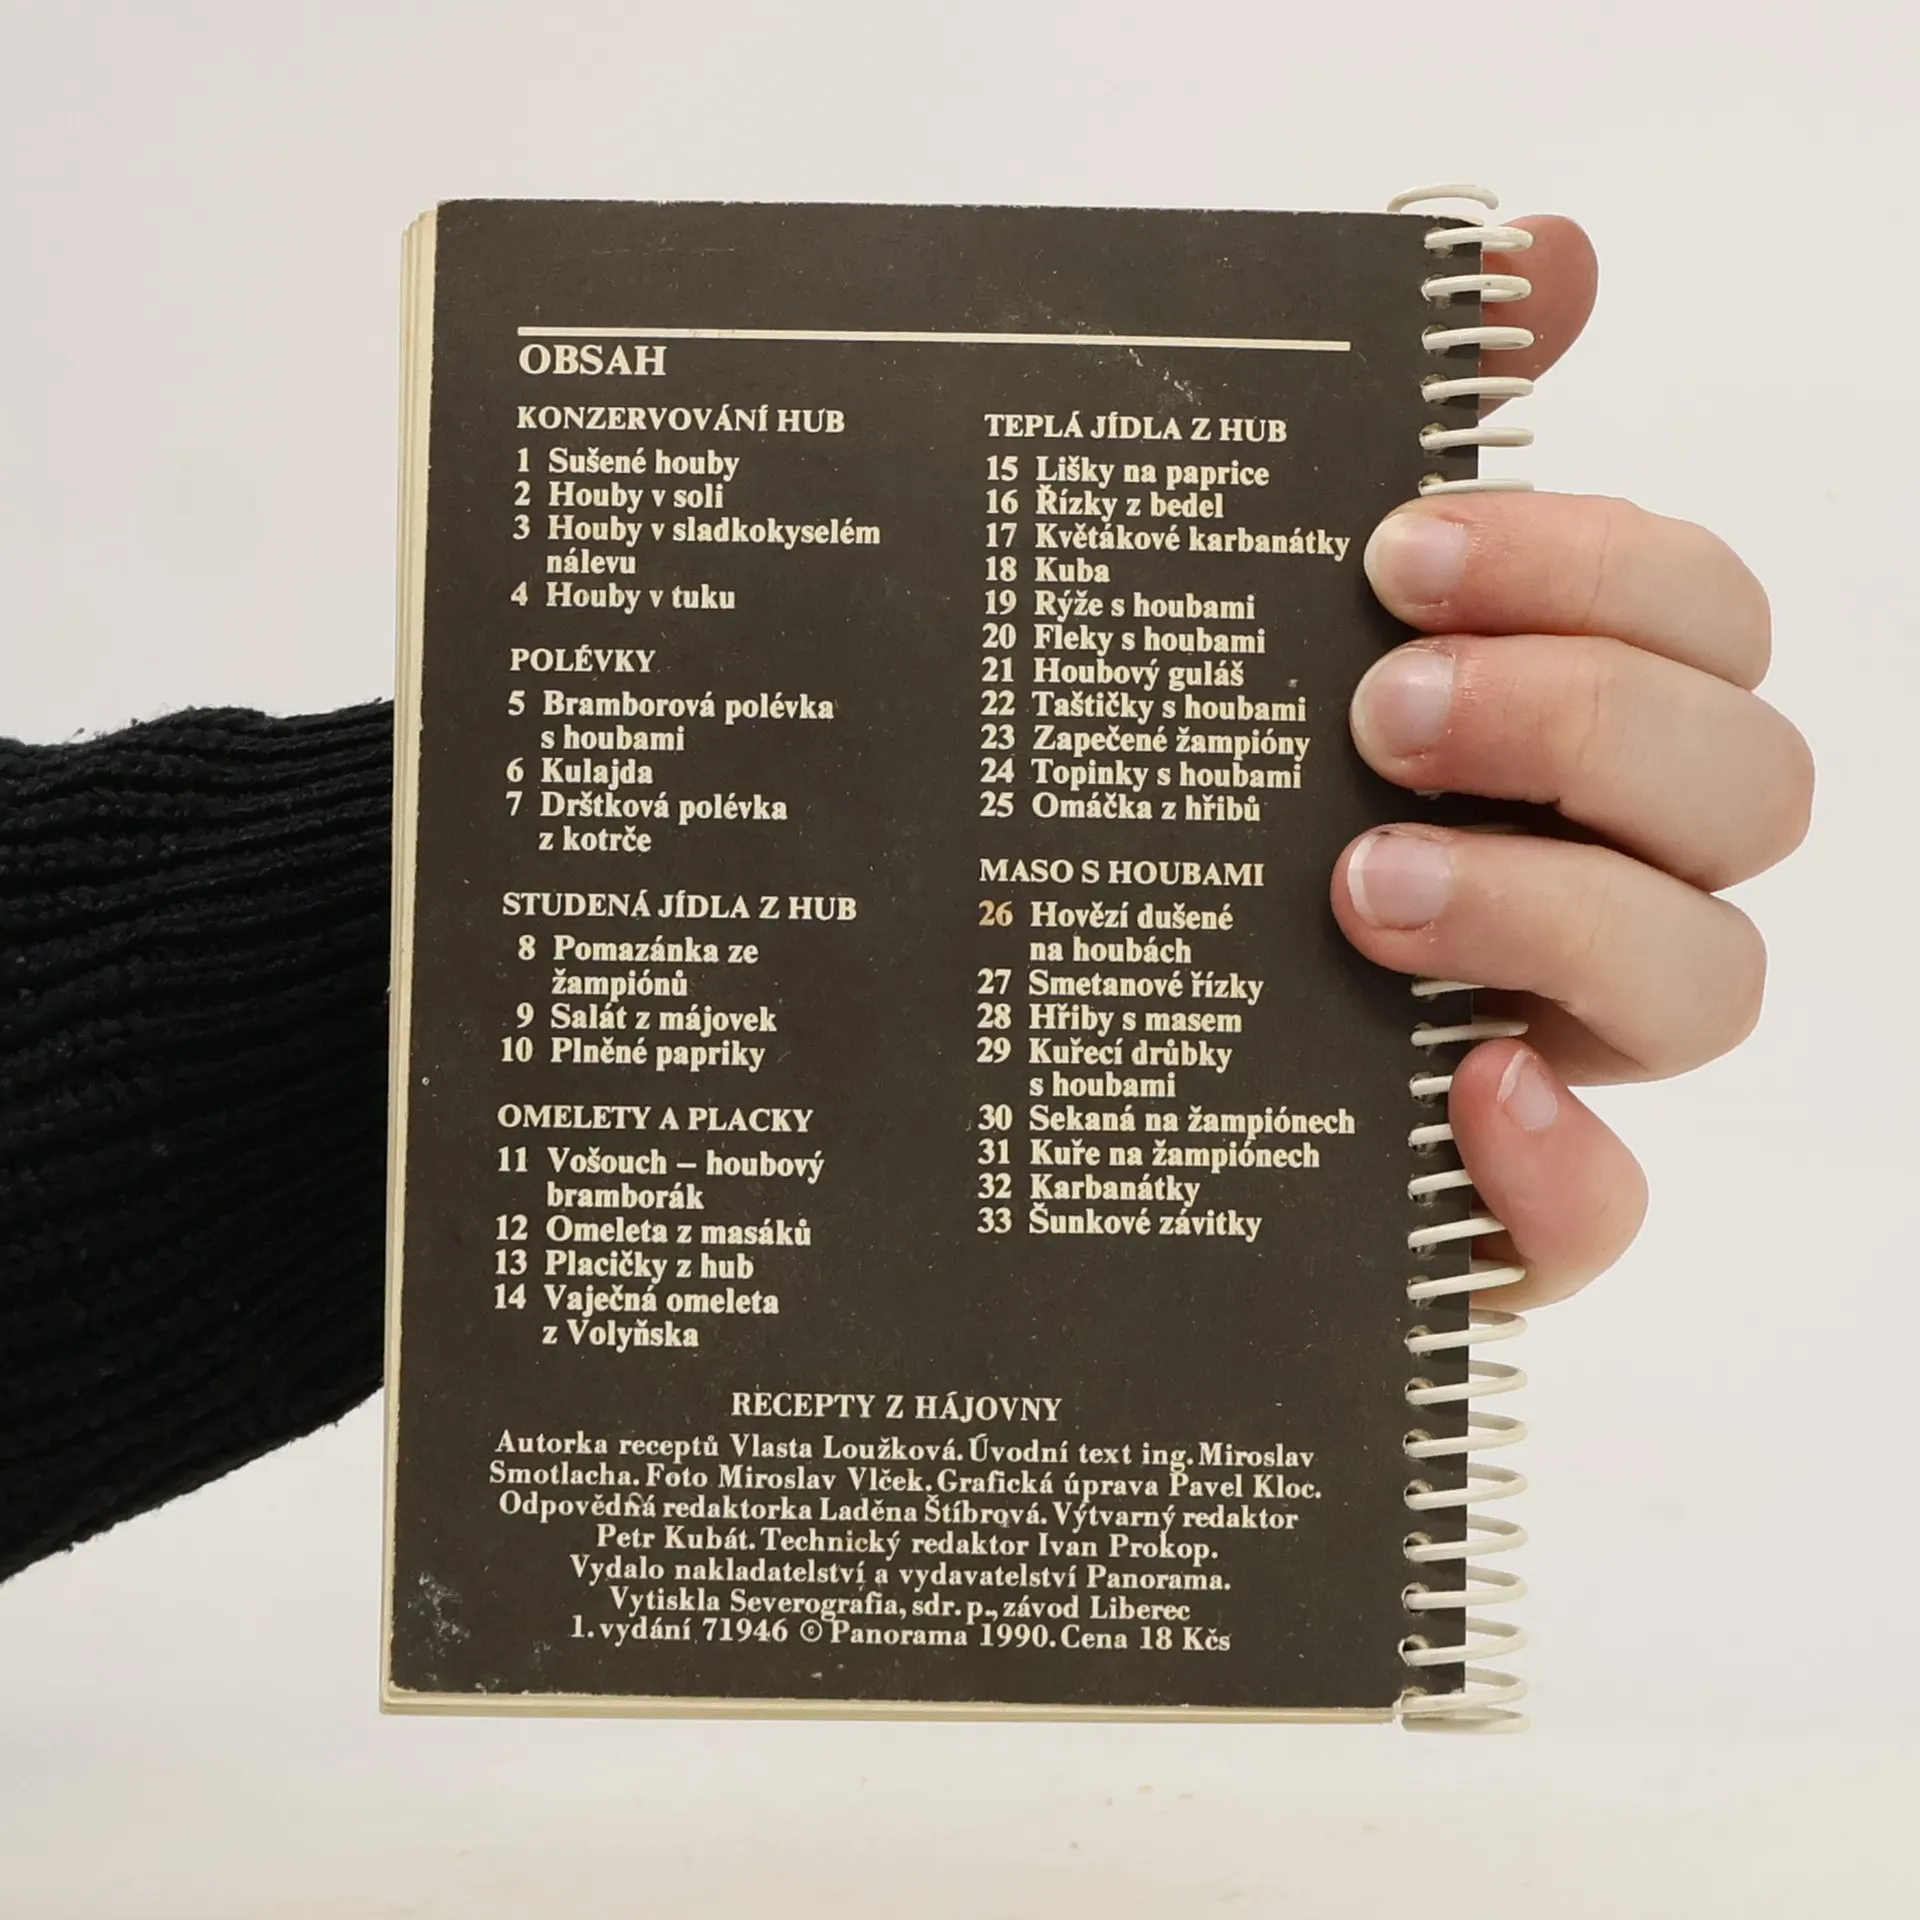 OBSAH
KONZERVOVÁNÍ HUB
1 Sušené houby
2 Houby v soli
3 Houby v sladkokyselém
nálevu
4 Houby v tuku
POLÉVKY
5 Bramborová polévka
s houbami
6 Kulajda
7 Drštková polévka
z kotrče
STUDENÁ JÍDLA Z HUB
8 Pomazánka ze
žampiónů
9 Salát z májovek
10 Plněné papriky
OMELETY A PLACKY
11 Vošouch – houbový
bramborák
12 Omeleta z masáků
13 Placičky z hub
14 Vaječná omeleta
z Volyňska
TEPLÁ JÍDLA Z HUB
15 Lišky na paprice
16 Řízky z bedel
17 Květákové karbanátky
18 Kuba
19 Rýže s houbami
20 Fleky s houbami
21 Houbový guláš
22 Taštičky s houbami
23 Zapečené žampióny
24 Topinky s houbami
25 Omáčka z hřibů
MASO S HOUBAMI
26 Hovězí dušené
na houbách
27 Smetanové řízky
28 Hřiby s masem
29 Kuřecí drůbky
s houbami
30 Sekaná na žampiónech
31 Kuře na žampiónech
32 Karbanátky
33 Šunkové závitky
RECEPTY Z HÁJOVNY
Autorka receptů Vlasta Loužková. Úvodní text ing. Miroslav
Smotlacha. Foto Miroslav Vlček. Grafická úprava Pavel Kloc.
Odpovědná redaktorka Laděna Štíbrová. Výtvarný redaktor
Petr Kubát. Technický redaktor Ivan Prokop.
Vydalo nakladatelství a vydavatelství Panorama.
Vytiskla Severografia, sdr. p., závod Liberec
1. vydání 71946 © Panorama 1990. Cena 18 Kčs